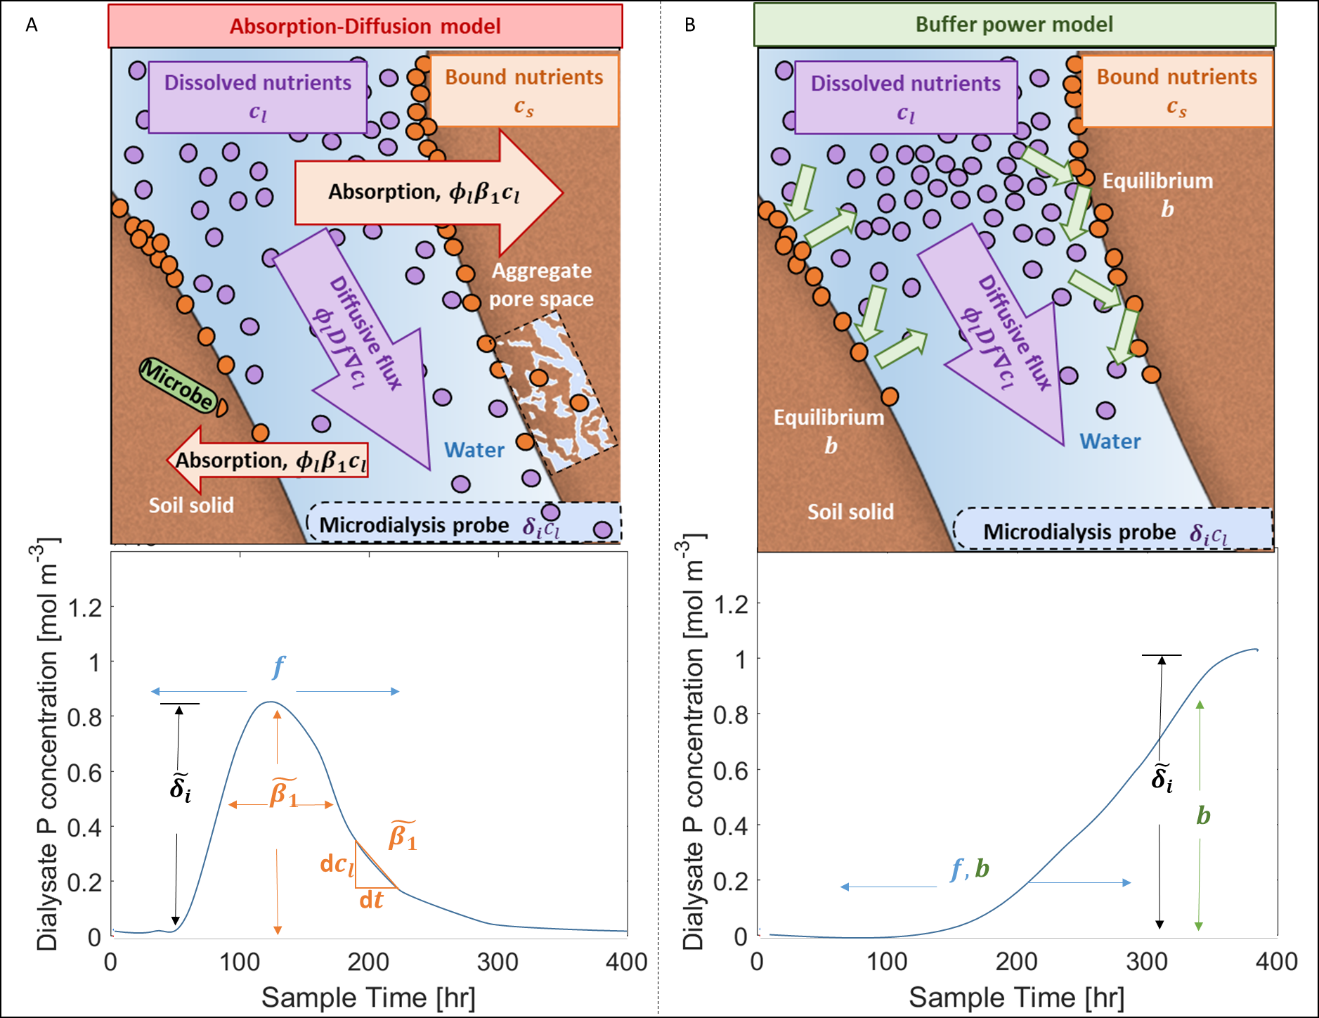 A
Absorption-Diffusion model
Dissolved nutrients
c_l
Bound nutrients
c_s
Absorption, ϕ_lβ_1c_l
Aggregate
pore space
Diffusive flux
ϕ_lDf∇c_l
Microbe
Water
Absorption, ϕ_lβ_1c_l
Soil solid
Microdialysis probe δ_ic_l
Dialysate P concentration [mol m^-3]
1.2
1
0.8
0.6
0.4
0.2
0
f
δ̃_i
β̃_1
β̃_1
dc_l
dt
0 100 200 300 400
Sample Time [hr]
B
Buffer power model
Dissolved nutrients
c_l
Bound nutrients
c_s
Equilibrium
b
Diffusive flux
ϕ_lDf∇c_l
Equilibrium
b
Water
Soil solid
Microdialysis probe δ_ic_l
Dialysate P concentration [mol m^-3]
1.2
1
0.8
0.6
0.4
0.2
0
δ̃_i
b
f, b
0 100 200 300 400
Sample Time [hr]